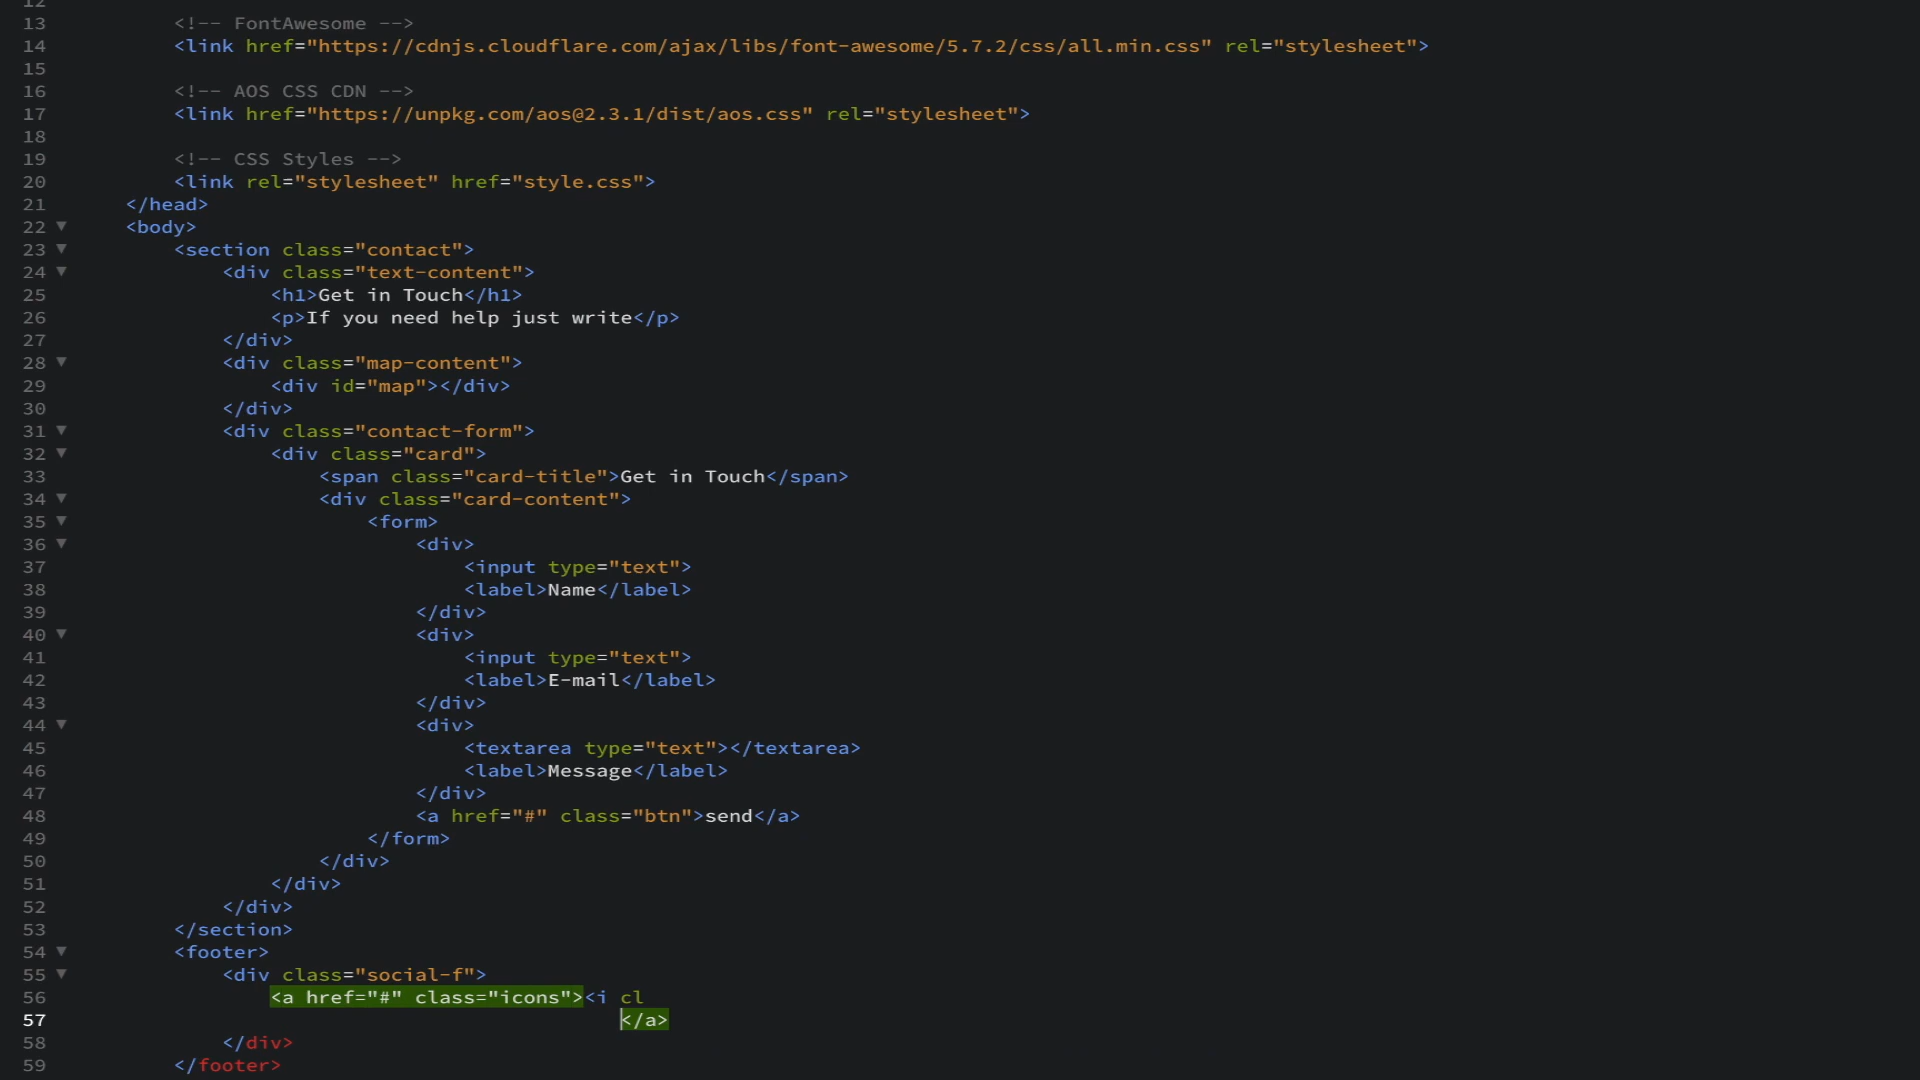 12
13 <!-- FontAwesome -->
14 <link href="https://cdnjs.cloudflare.com/ajax/libs/font-awesome/5.7.2/css/all.min.css" rel="stylesheet">
15
16 <!-- AOS CSS CDN -->
17 <link href="https://unpkg.com/aos@2.3.1/dist/aos.css" rel="stylesheet">
18
19 <!-- CSS Styles -->
20 <link rel="stylesheet" href="style.css">
21 </head>
22 ▼ <body>
23 ▼ <section class="contact">
24 ▼ <div class="text-content">
25 <h1>Get in Touch</h1>
26 <p>If you need help just write</p>
27 </div>
28 ▼ <div class="map-content">
29 <div id="map"></div>
30 </div>
31 ▼ <div class="contact-form">
32 ▼ <div class="card">
33 <span class="card-title">Get in Touch</span>
34 ▼ <div class="card-content">
35 ▼ <form>
36 ▼ <div>
37 <input type="text">
38 <label>Name</label>
39 </div>
40 ▼ <div>
41 <input type="text">
42 <label>E-mail</label>
43 </div>
44 ▼ <div>
45 <textarea type="text"></textarea>
46 <label>Message</label>
47 </div>
48 <a href="#" class="btn">send</a>
49 </form>
50 </div>
51 </div>
52 </div>
53 </section>
54 ▼ <footer>
55 ▼ <div class="social-f">
56 <a href="#" class="icons"><i cl
57 </a>
58 </div>
59 </footer>